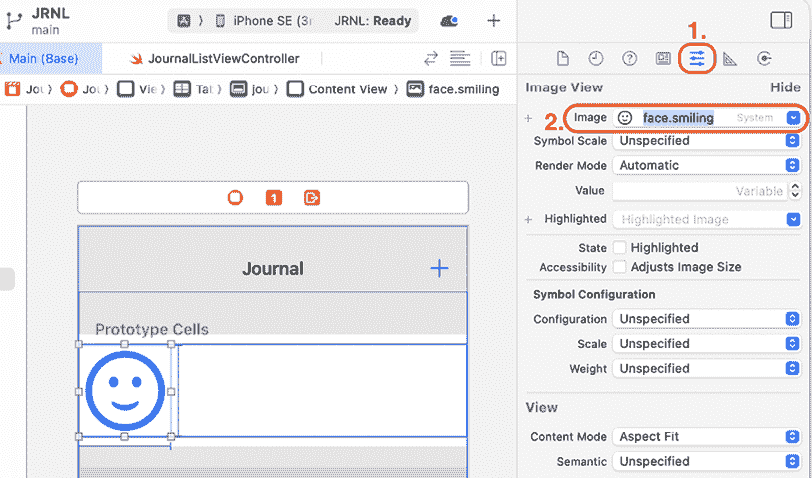 JRNL
main
iPhone SE (3r
JRNL: Ready
Main (Base)
JournalListViewController
Jou
Jou
Vie
Tab
jou
Content View
face.smiling
1
Journal
Prototype Cells
1.
Image View
Hide
2.
Image
face.smiling
System
Symbol Scale
Unspecified
Render Mode
Automatic
Value
Variable
Highlighted
Highlighted Image
State
Highlighted
Accessibility
Adjusts Image Size
Symbol Configuration
Configuration
Unspecified
Scale
Unspecified
Weight
Unspecified
View
Content Mode
Aspect Fit
Semantic
Unspecified